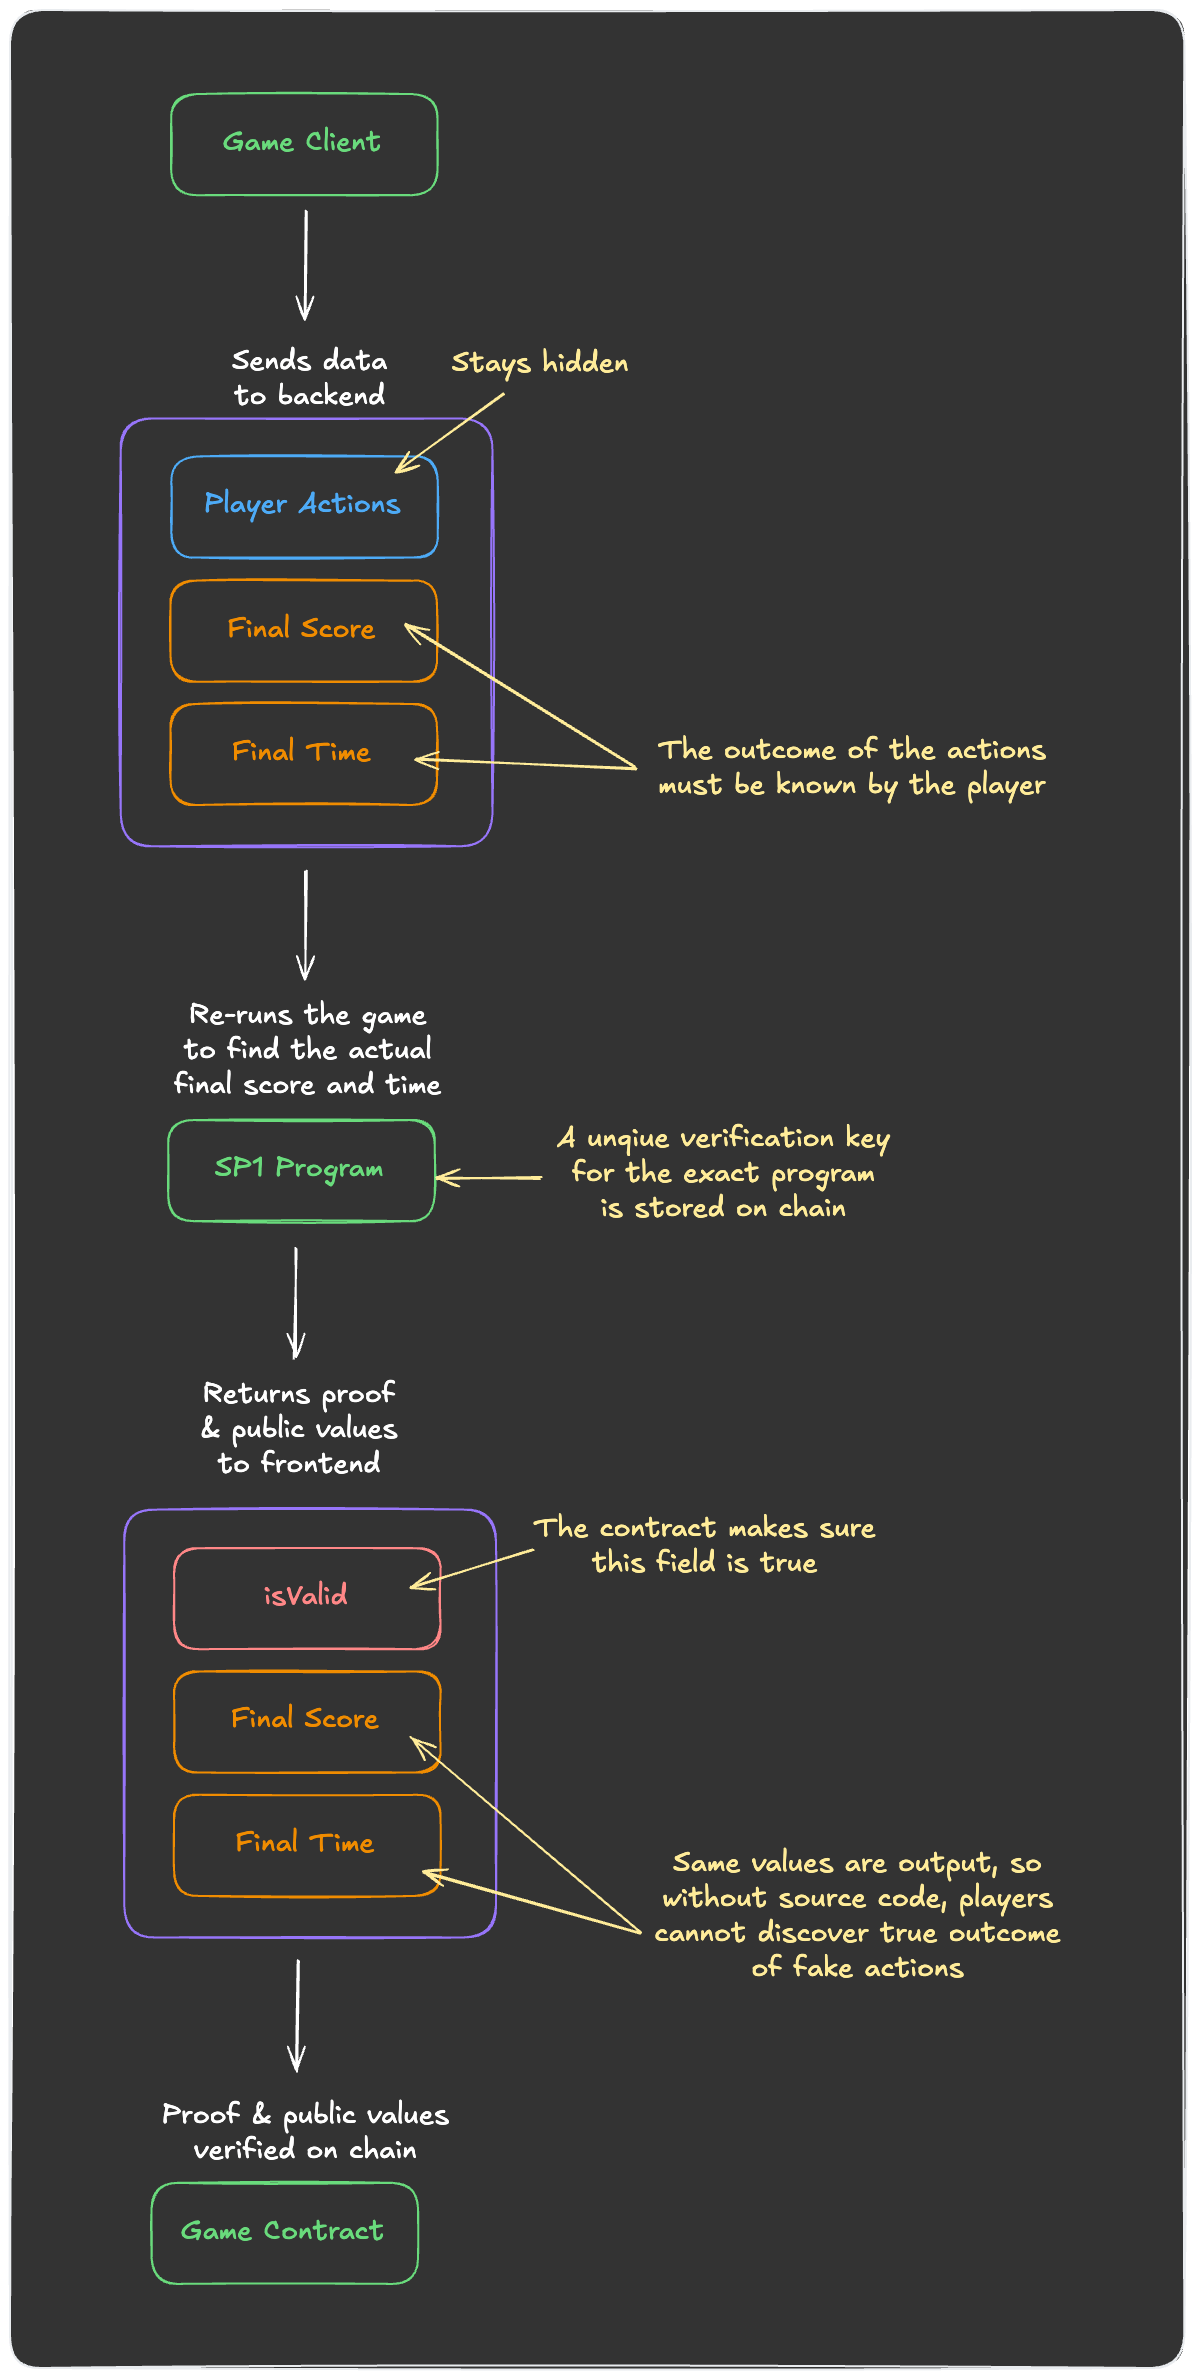 Game Client
Sends data
to backend
Stays hidden
Player Actions
Final Score
Final Time
The outcome of the actions
must be known by the player
Re-runs the game
to find the actual
final score and time
SP1 Program
A unqiue verification key
for the exact program
is stored on chain
Returns proof
& public values
to frontend
The contract makes sure
this field is true
isValid
Final Score
Final Time
Same values are output, so
without source code, players
cannot discover true outcome
of fake actions
Proof & public values
verified on chain
Game Contract